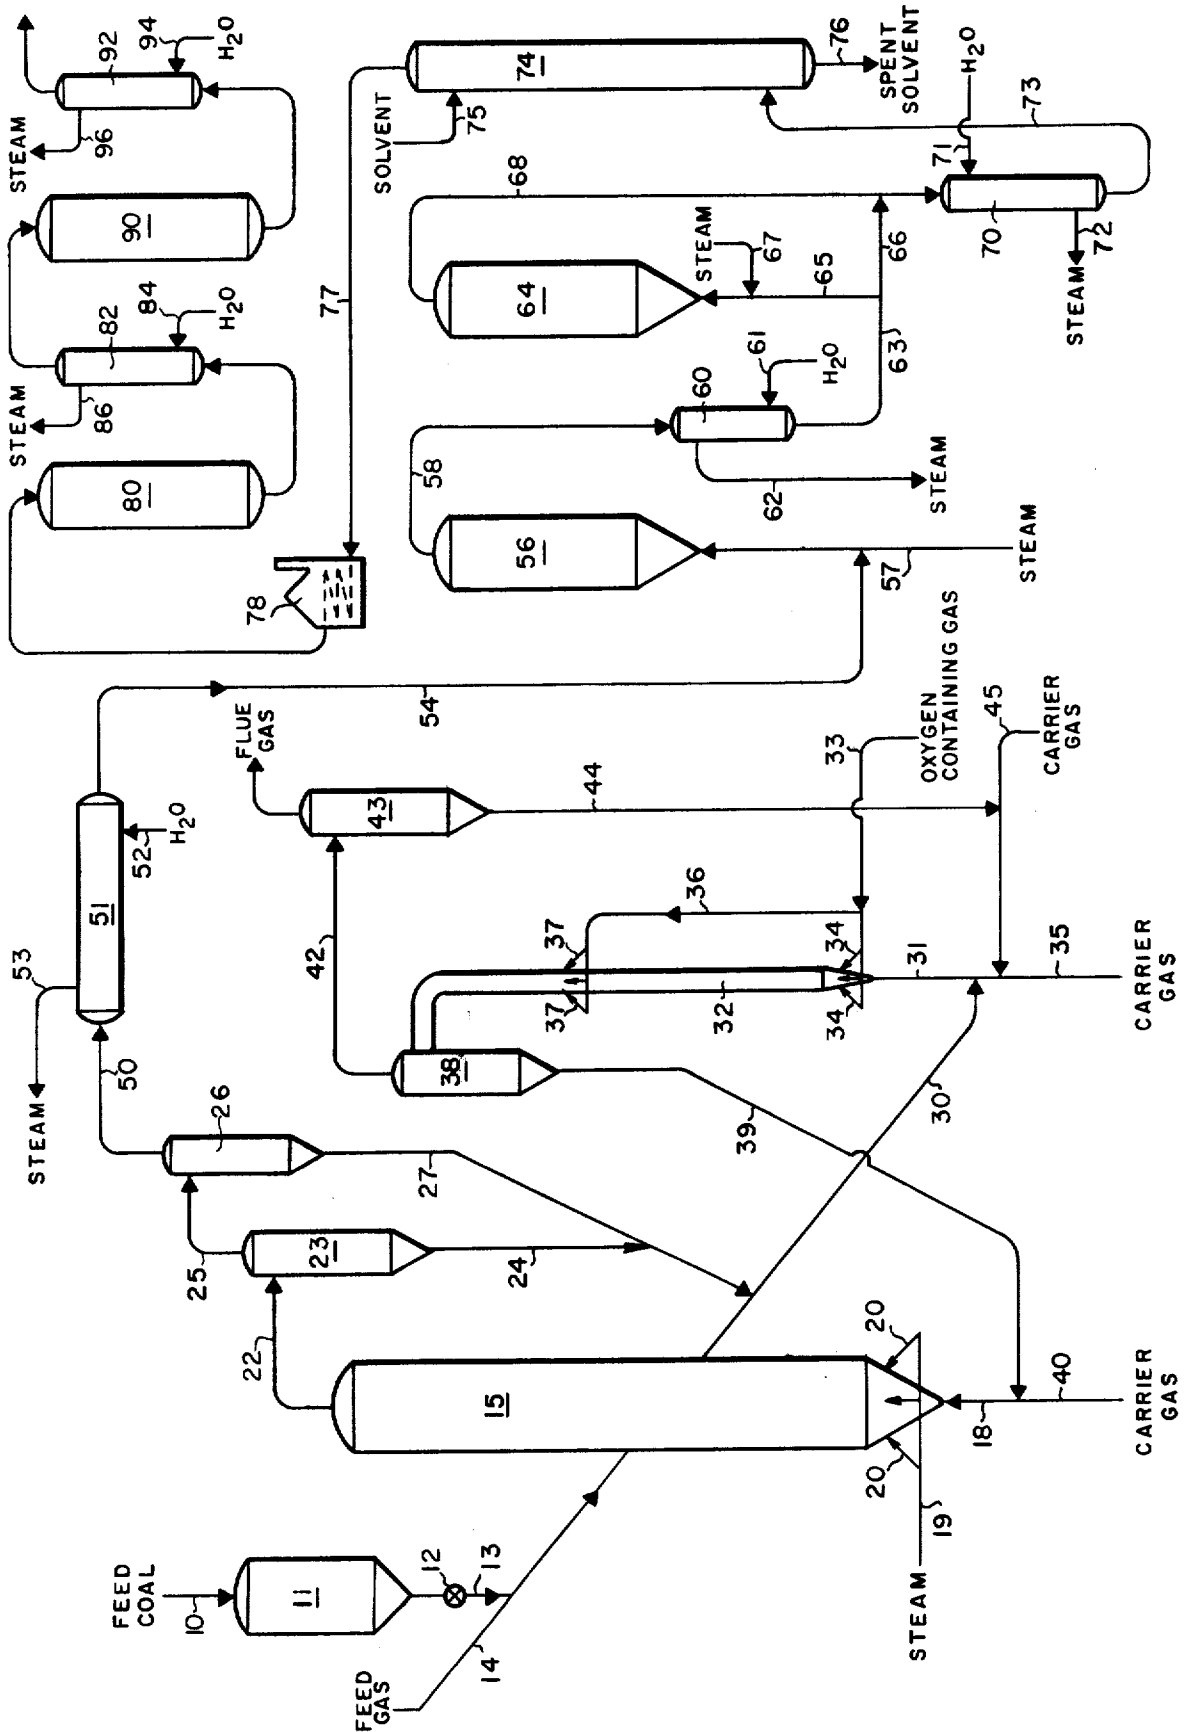 FEED
COAL
10
11
12
13
FEED
GAS
14
15
STEAM
19
20
20
18
40
CARRIER
GAS
22
23
24
25
26
27
30
50
STEAM
53
51
52
H2O
54
38
39
42
43
FLUE
GAS
44
37
37
36
32
34
34
31
35
CARRIER
GAS
33
OXYGEN
CONTAINING GAS
45
CARRIER
GAS
56
57
STEAM
58
60
61
H2O
62
STEAM
63
64
65
66
STEAM
67
68
70
71
H2O
72
STEAM
73
74
SOLVENT
75
76
SPENT
SOLVENT
77
78
80
82
84
H2O
STEAM
86
90
92
94
H2O
STEAM
96